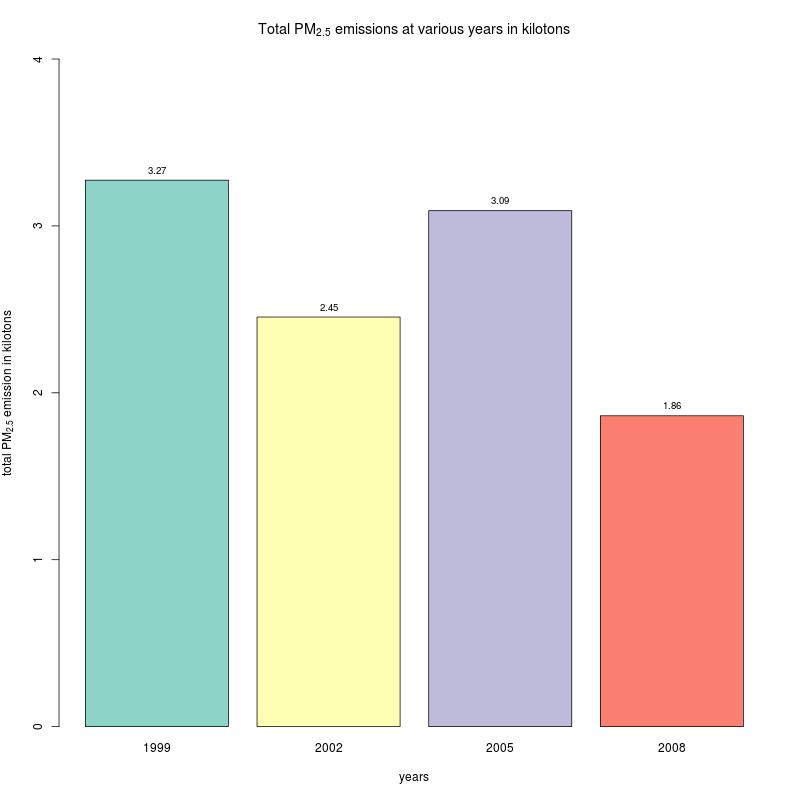 Total PM2.5 emissions at various years in kilotons
4
3
2
1
0
total PM2.5 emission in kilotons
3.27
2.45
3.09
1.86
1999 2002 2005 2008
years